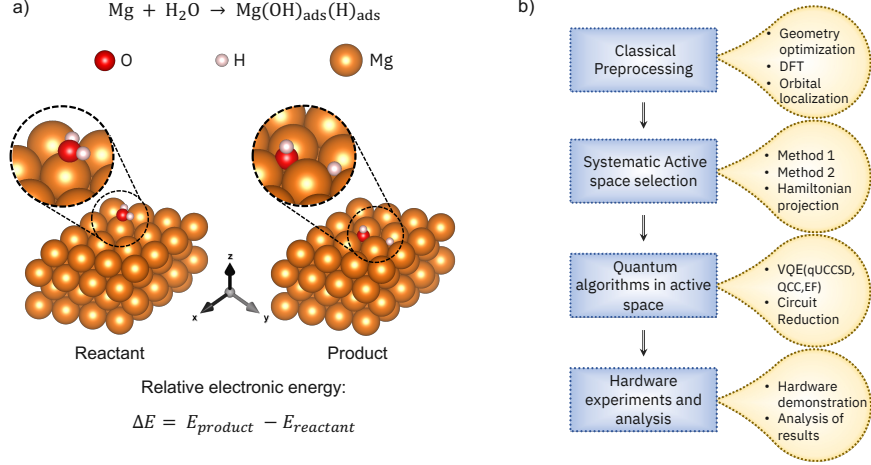 a)
Mg + H₂O → Mg(OH)ads(H)ads
O
H
Mg
z
x
y
Reactant
Product
Relative electronic energy:
ΔE = Eproduct − Ereactant
b)
Classical
Preprocessing
• Geometry
optimization
• DFT
• Orbital
localization
Systematic Active
space selection
• Method 1
• Method 2
• Hamiltonian
projection
Quantum
algorithms in active
space
• VQE(qUCCSD,
QCC,EF)
• Circuit
Reduction
Hardware
experiments and
analysis
• Hardware
demonstration
• Analysis of
results